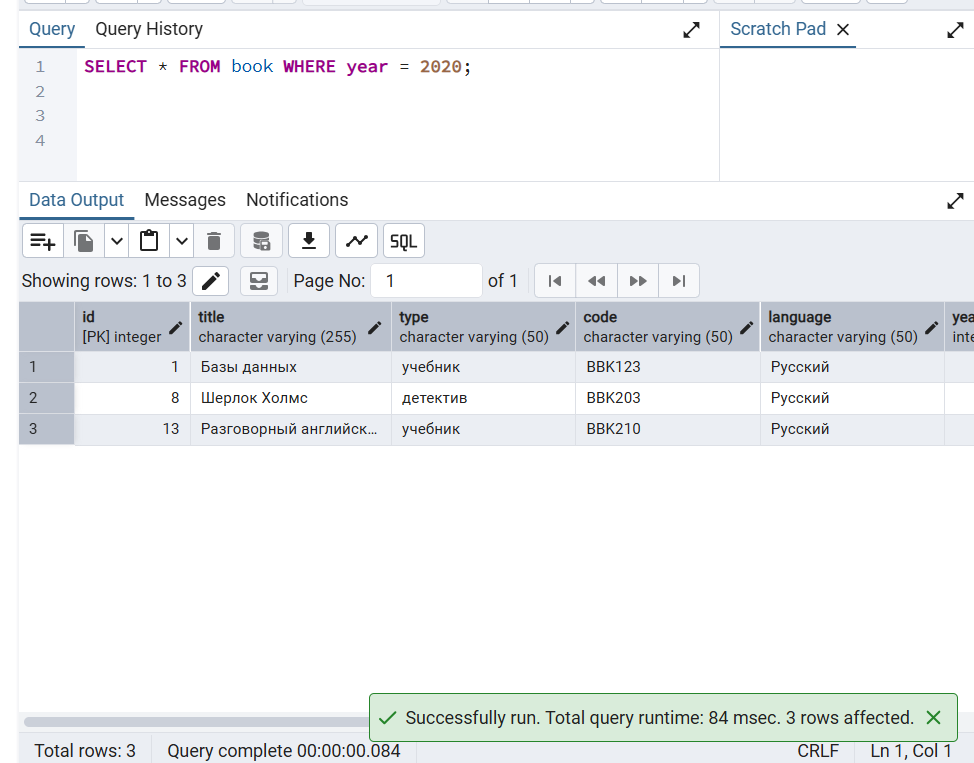 Query Query History Scratch Pad
1 SELECT * FROM book WHERE year = 2020;
2
3
4
Data Output Messages Notifications
SQL
Showing rows: 1 to 3 Page No: 1 of 1
id title type code language yea
[PK] integer character varying (255) character varying (50) character varying (50) character varying (50) inte
1 1 Базы данных учебник BBK123 Русский
2 8 Шерлок Холмс детектив BBK203 Русский
3 13 Разговорный английск... учебник BBK210 Русский
Successfully run. Total query runtime: 84 msec. 3 rows affected.
Total rows: 3 Query complete 00:00:00.084 CRLF Ln 1, Col 1